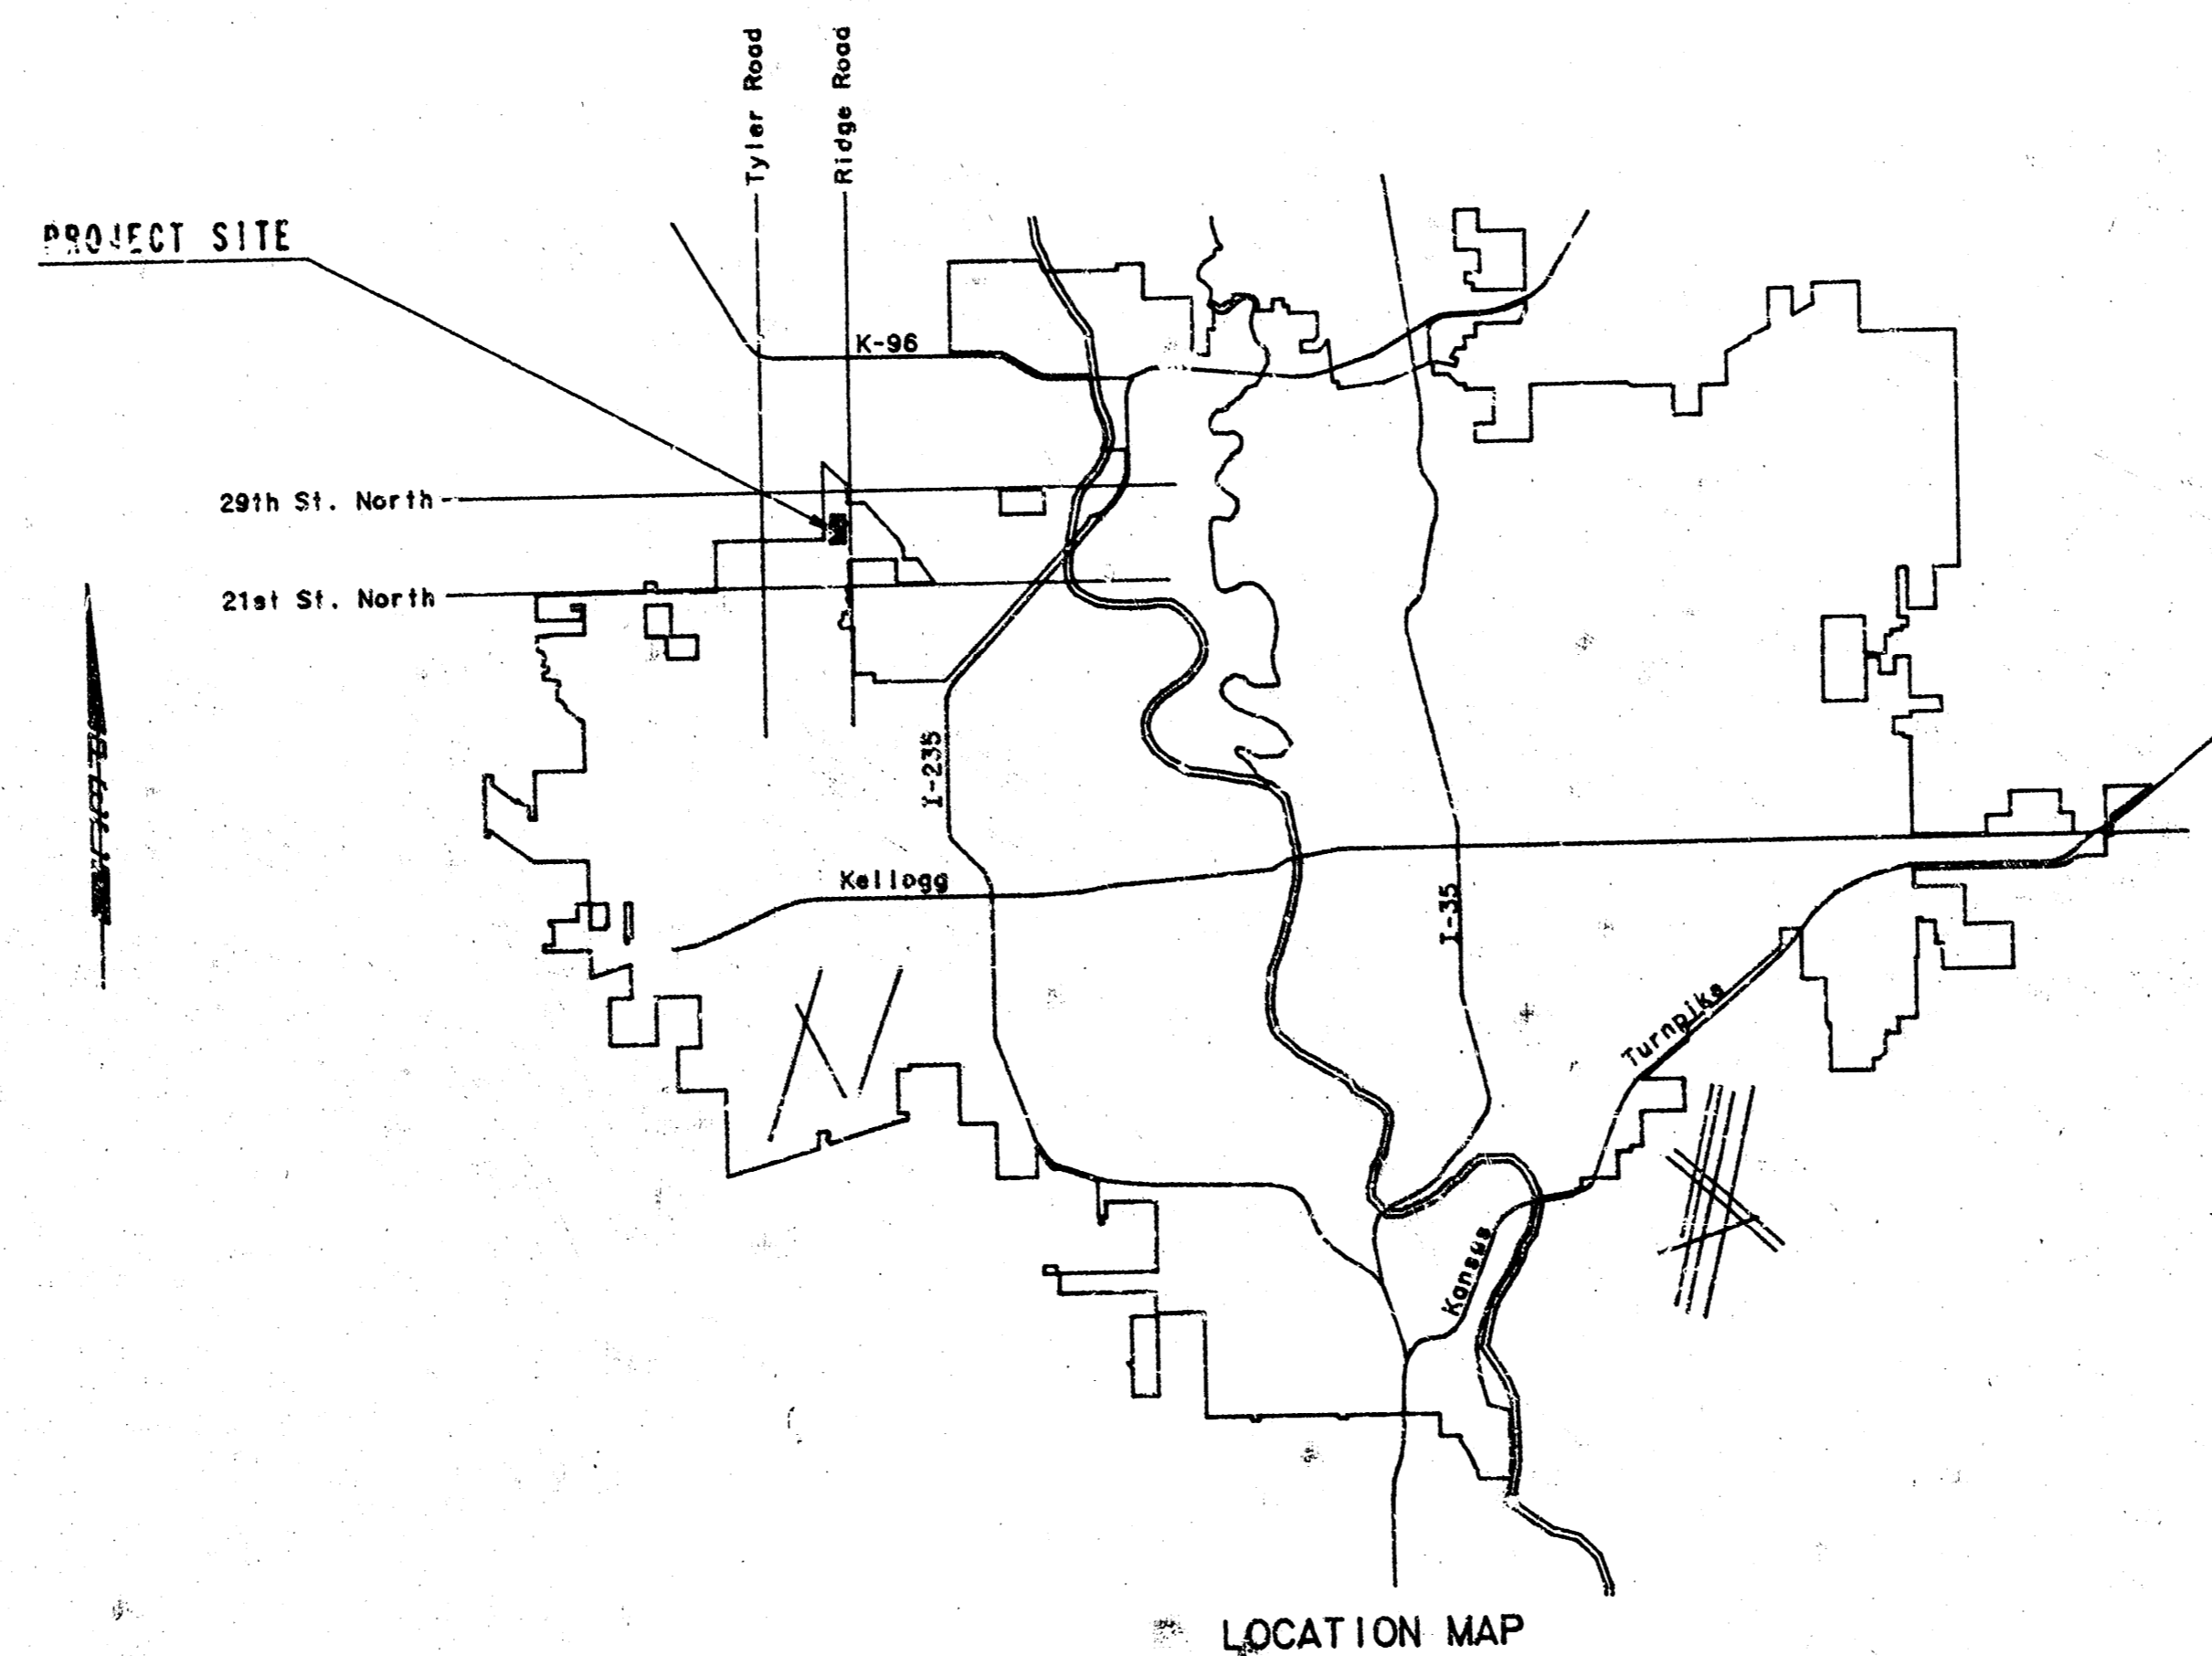 Tyler Road
Ridge Road
PROJECT SITE
K-96
29th St. North
21st St. North
I-235
Kellogg
I-35
Turnpike
Kansas
LOCATION MAP